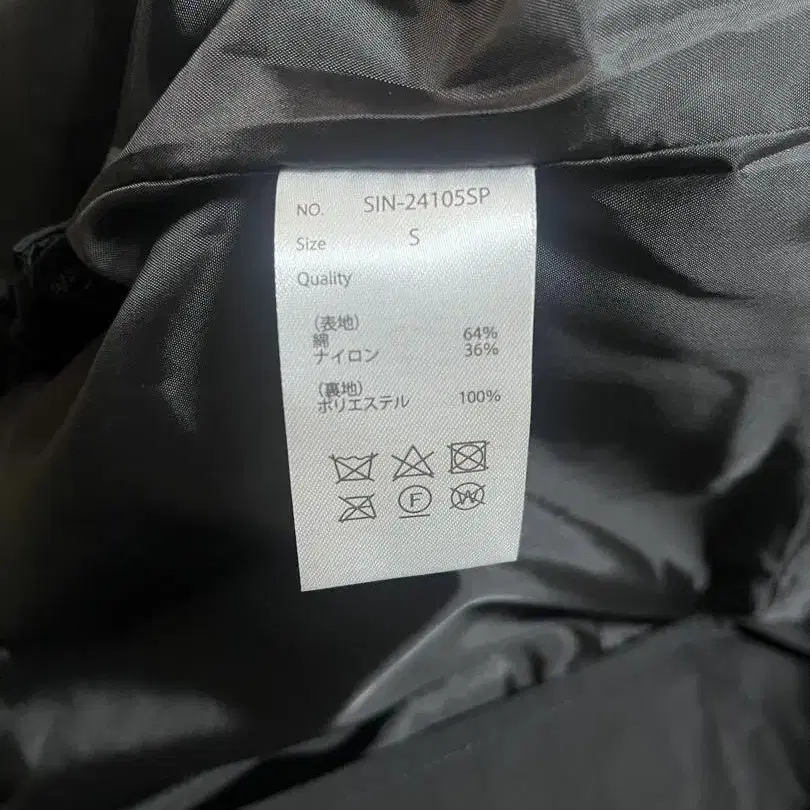 NO. SIN-24105SP
Size S
Quality
(表地)
綿 64%
ナイロン 36%
(裏地)
ポリエステル 100%
F W